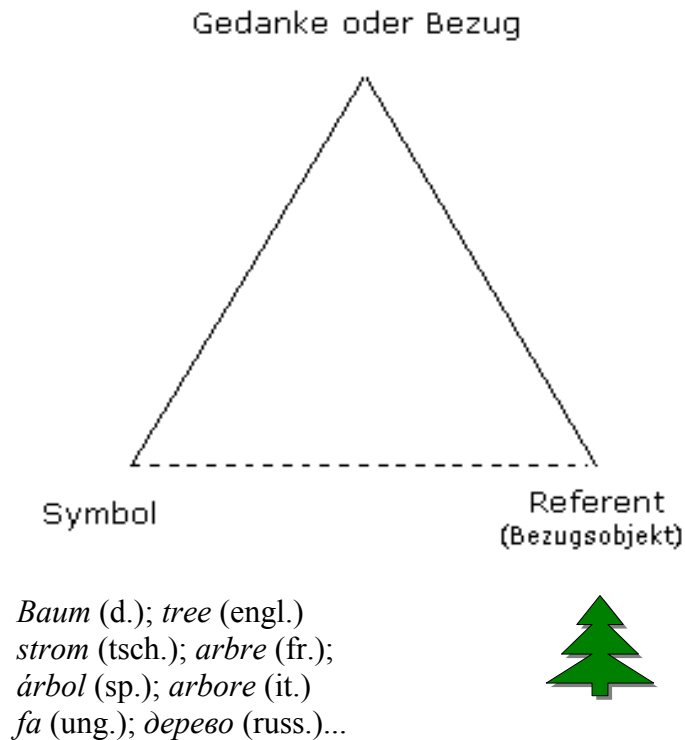 Gedanke oder Bezug
Symbol
Referent
(Bezugsobjekt)
Baum (d.); tree (engl.)
strom (tsch.); arbre (fr.);
árbol (sp.); arbore (it.)
fa (ung.); дерево (russ.)...